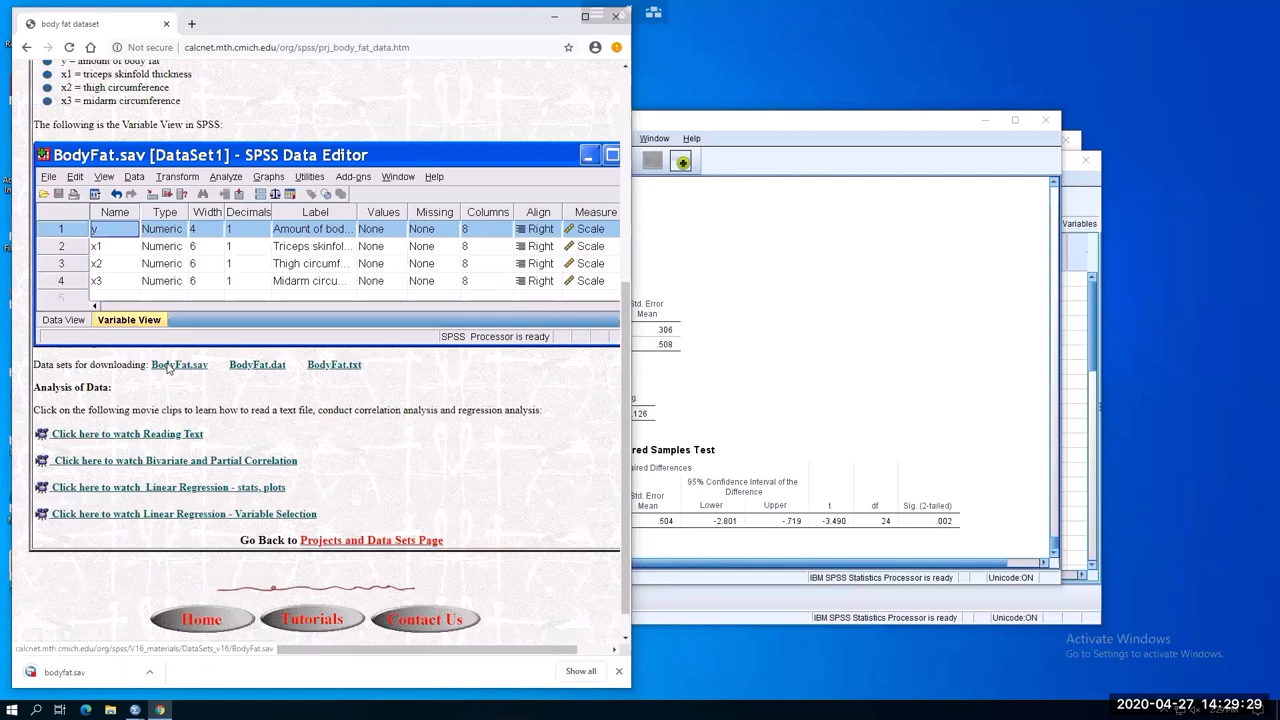 body fat dataset
Not secure
calcnet.mth.cmich.edu/org/spss/prj_body_fat_data.htm
y = amount of body fat
x1 = triceps skinfold thickness
x2 = thigh circumference
x3 = midarm circumference
The following is the Variable View in SPSS:
BodyFat.sav [DataSet1] - SPSS Data Editor
File Edit View Data Transform Analyze Graphs Utilities Add-ons Window Help
Name Type Width Decimals Label Values Missing Columns Align Measure
1 y Numeric 4 1 Amount of bod... None None 8 Right Scale
2 x1 Numeric 6 1 Triceps skinfol... None None 8 Right Scale
3 x2 Numeric 6 1 Thigh circumf... None None 8 Right Scale
4 x3 Numeric 6 1 Midarm circu... None None 8 Right Scale
5
Data View Variable View
SPSS Processor is ready
Data sets for downloading: BodyFat.sav BodyFat.dat BodyFat.txt
Analysis of Data:
Click on the following movie clips to learn how to read a text file, conduct correlation analysis and regression analysis:
Click here to watch Reading Text
Click here to watch Bivariate and Partial Correlation
Click here to watch Linear Regression - stats, plots
Click here to watch Linear Regression - Variable Selection
Go Back to Projects and Data Sets Page
Home Tutorials Contact Us
calcnet.mth.cmich.edu/org/spss/V16_materials/DataSets_v16/BodyFat.sav
bodyfat.sav
Show all
Window Help
Variables
Std. Error
Mean
.306
.508
.126
red Samples Test
aired Differences
95% Confidence Interval of the
Difference
Std. Error
Mean Lower Upper t df Sig. (2-tailed)
.504 -2.801 -.719 -3.490 24 .002
IBM SPSS Statistics Processor is ready Unicode:ON
IBM SPSS Statistics Processor is ready Unicode:ON
Activate Windows
Go to Settings to activate Windows.
2020-04-27 14:29:29